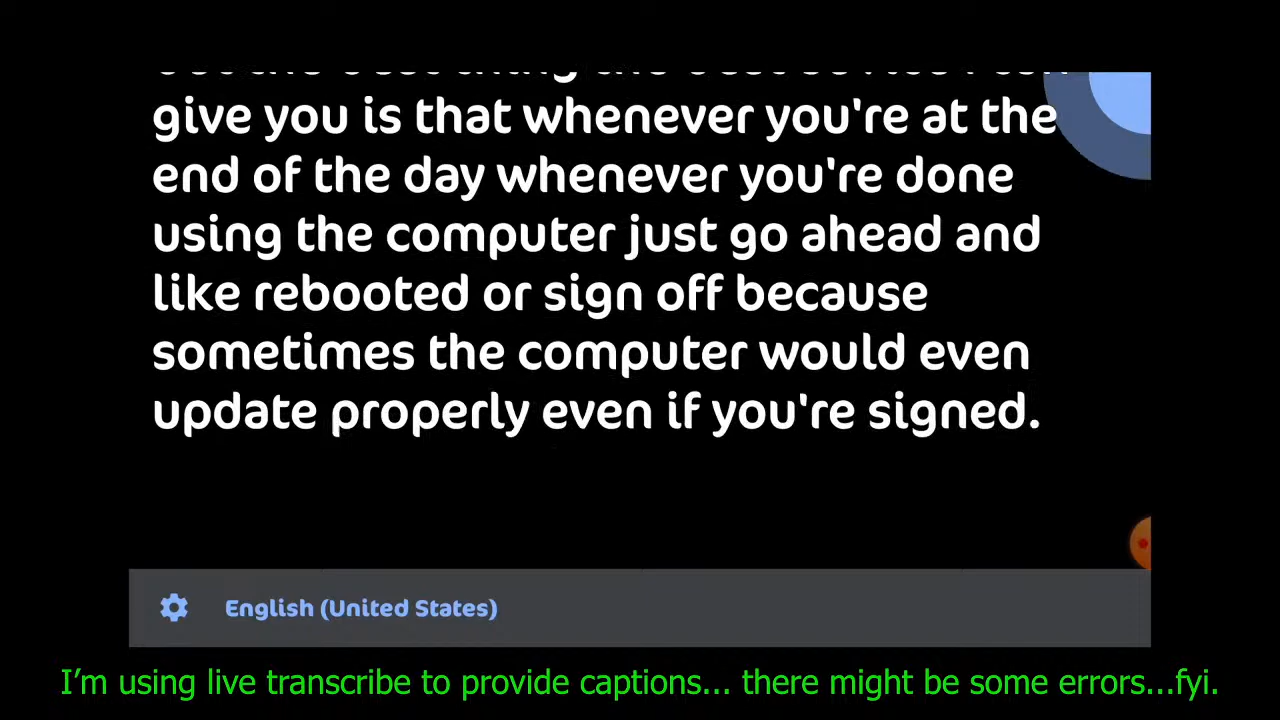 give you is that whenever you're at the
end of the day whenever you're done
using the computer just go ahead and
like rebooted or sign off because
sometimes the computer would even
update properly even if you're signed.
English (United States)
I'm using live transcribe to provide captions... there might be some errors...fyi.